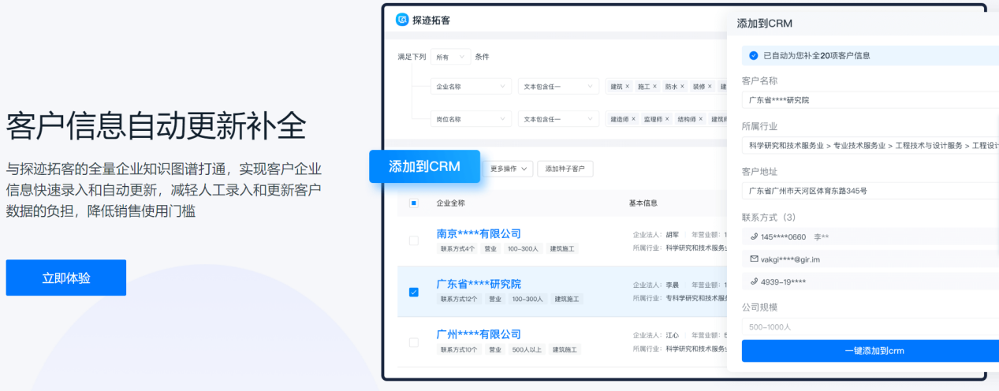 客户信息自动更新补全
与探迹拓客的全量企业知识图谱打通，实现客户企业
信息快速录入和自动更新，减轻人工录入和更新客户
数据的负担，降低销售使用门槛
立即体验
探迹拓客
满足下列 所有 条件
企业名称 文本包含任一 建筑 × 施工 × 防水 × 装修 × 建
岗位名称 文本包含任一 建造师 × 监理师 × 结构师 × 建筑师
添加到CRM 更多操作 添加种子客户
企业全称 基本信息
南京****有限公司
联系方式4个 营业 100-300人 建筑施工
企业法人： 胡军 年营业额：1
所属行业： 科学研究和技术服务业
广东省****研究院
联系方式12个 营业 100-300人 建筑施工
企业法人： 李晨 年营业额：1
所属行业： 专科学研究和技术服
广州****有限公司
联系方式10个 营业 500人以上 建筑施工
企业法人： 江心 年营业额：5
所属行业： 科学研究和技术服务业
添加到CRM
已自动为您补全20项客户信息
客户名称
广东省****研究院
所属行业
科学研究和技术服务业 > 专业技术服务业 > 工程技术与设计服务 > 工程设计
客户地址
广东省广州市天河区体育东路345号
联系方式（3）
145****0660 李**
vakgi****@gir.im
4939-19****
公司规模
500-1000人
一键添加到crm